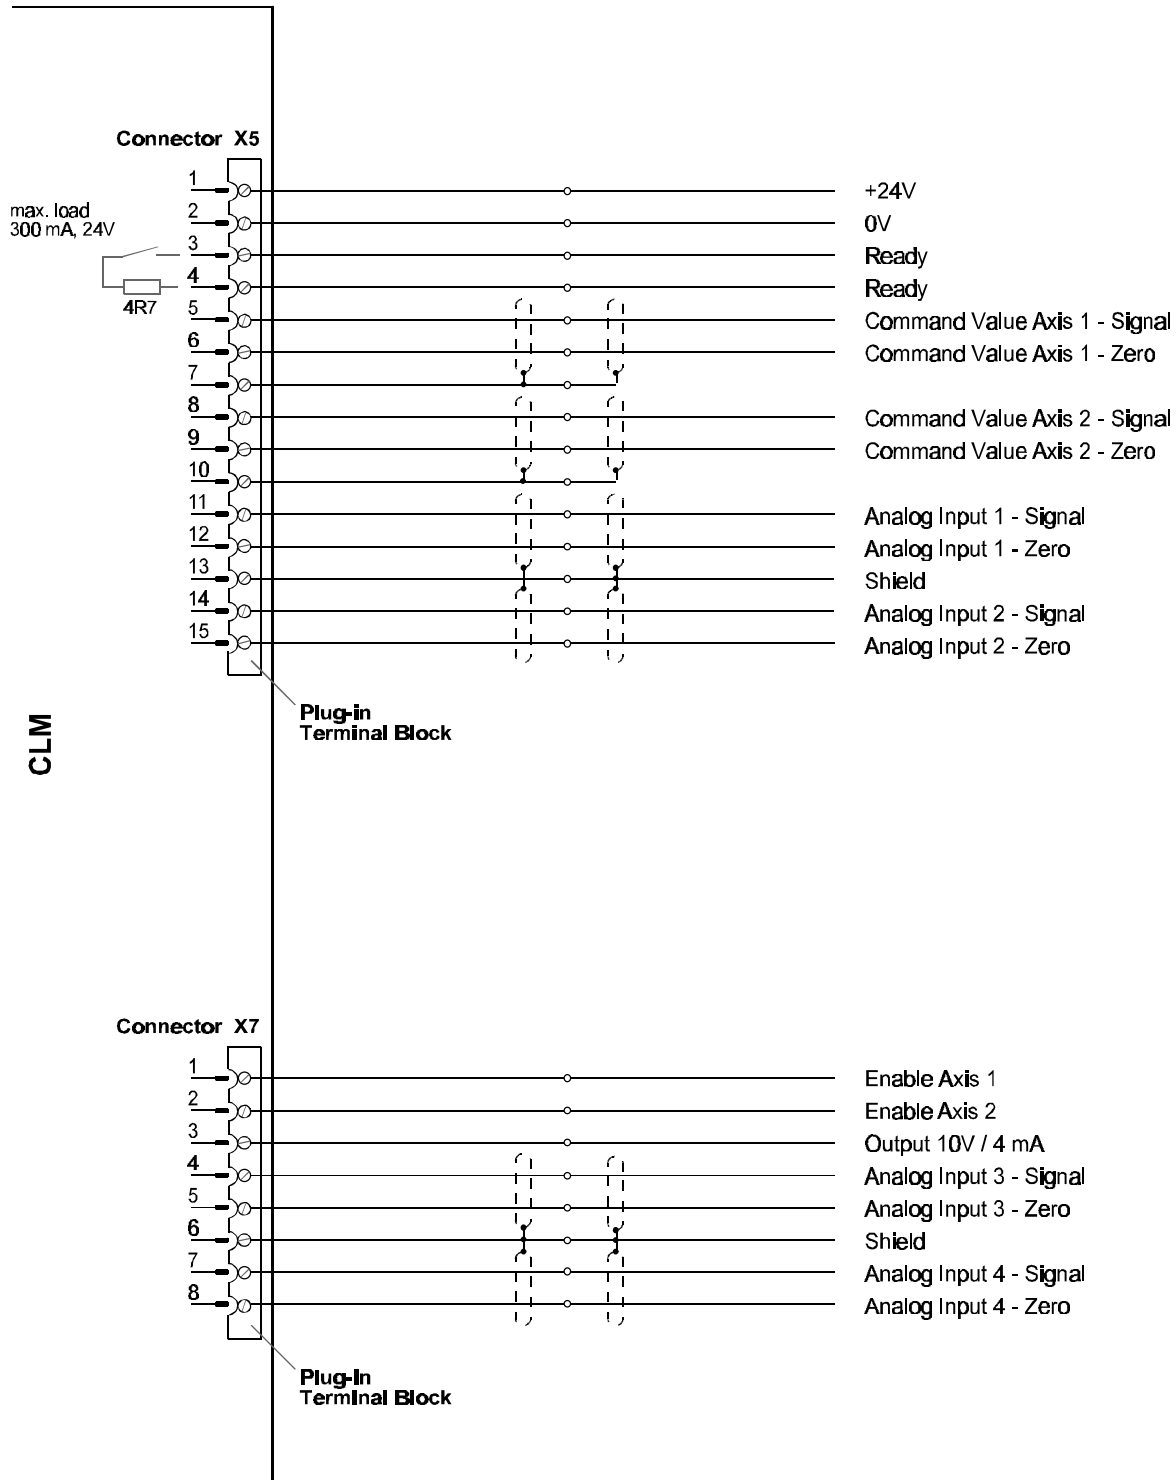 Connector X5
1
+24V
max. load
300 mA, 24V
2
0V
3
Ready
4
Ready
4R7
5
Command Value Axis 1 - Signal
6
Command Value Axis 1 - Zero
7
8
Command Value Axis 2 - Signal
9
Command Value Axis 2 - Zero
10
11
Analog Input 1 - Signal
12
Analog Input 1 - Zero
13
Shield
14
Analog Input 2 - Signal
15
Analog Input 2 - Zero
Plug-in
Terminal Block
CLM
Connector X7
1
Enable Axis 1
2
Enable Axis 2
3
Output 10V / 4 mA
4
Analog Input 3 - Signal
5
Analog Input 3 - Zero
6
Shield
7
Analog Input 4 - Signal
8
Analog Input 4 - Zero
Plug-In
Terminal Block